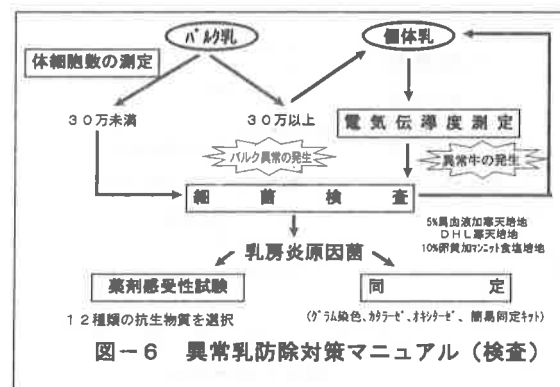 バルク乳
個体乳
体細胞数の測定
30万未満
30万以上
電気伝導度測定
バルク異常の発生
異常牛の発生
細菌検査
5%馬血液加寒天培地
DHL寒天培地
10%卵黄加マンニット食塩培地
乳房炎原因菌
薬剤感受性試験
同定
12種類の抗生物質を選択
(グラム染色、カタラーゼ、オキシダーゼ、簡易同定キット)
図-6 異常乳防除対策マニュアル(検査)